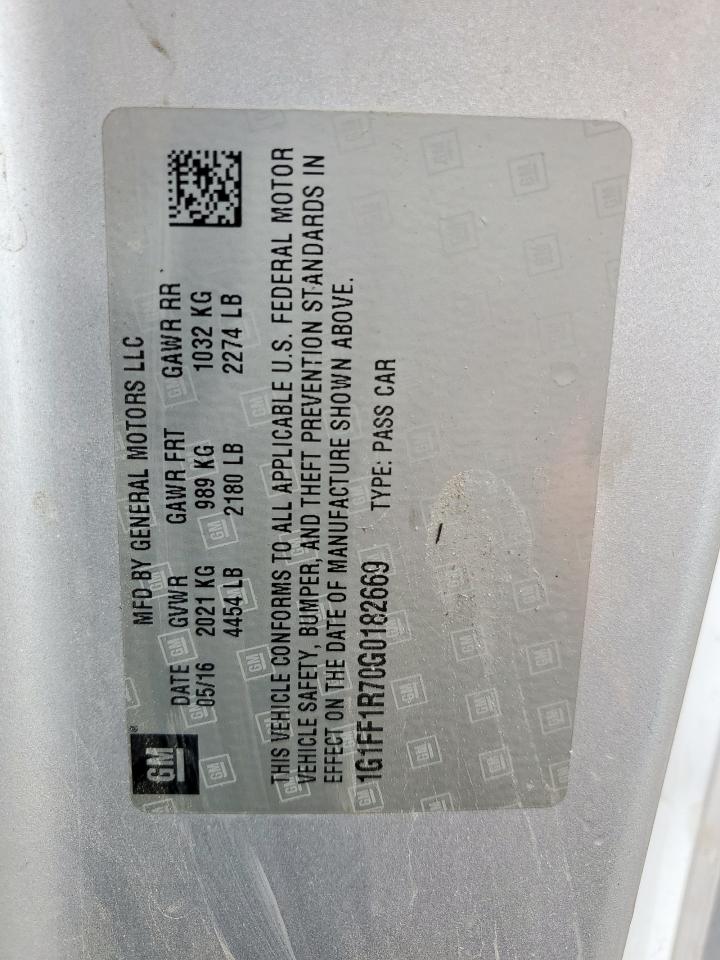 MFD BY GENERAL MOTORS LLC
DATE GVWR GAWR FRT GAWR RR
05/16 2021 KG 989 KG 1032 KG
4454 LB 2180 LB 2274 LB
THIS VEHICLE CONFORMS TO ALL APPLICABLE U.S. FEDERAL MOTOR
VEHICLE SAFETY, BUMPER, AND THEFT PREVENTION STANDARDS IN
EFFECT ON THE DATE OF MANUFACTURE SHOWN ABOVE.
1G1FF1R70G0182669 TYPE: PASS CAR
GM®